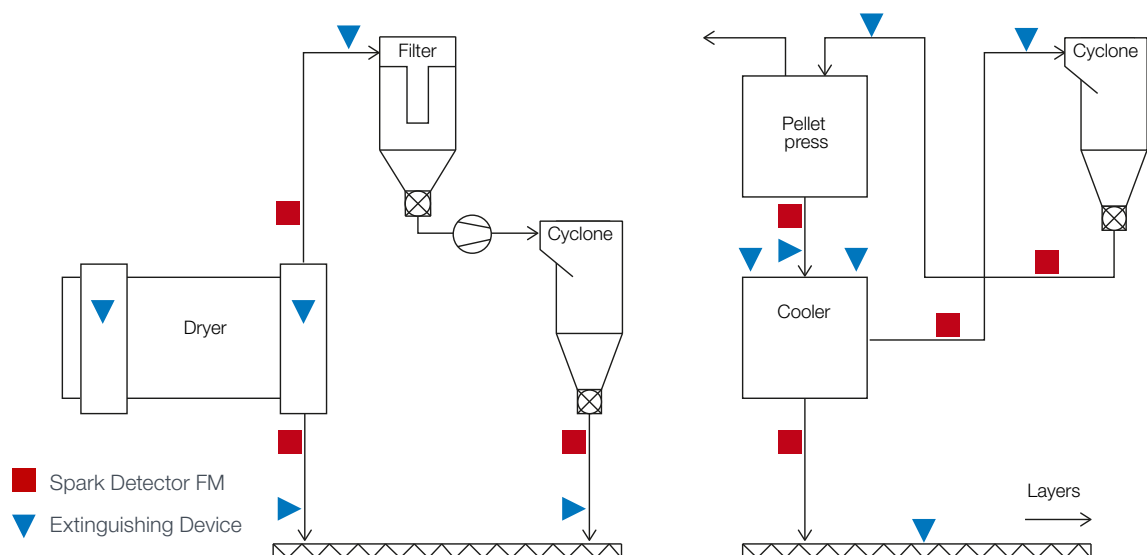 Filter
Cyclone
Pellet
press
Cyclone
Dryer
Cooler
Spark Detector FM
Extinguishing Device
Layers